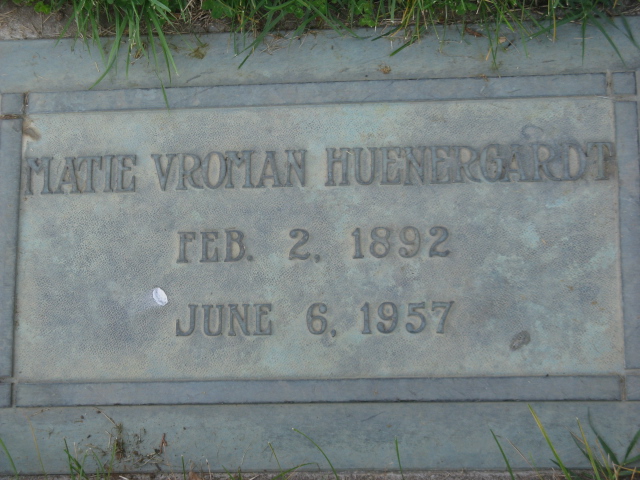 MATIE VROMAN HUENERGARDT
FEB. 2, 1892
JUNE 6, 1957